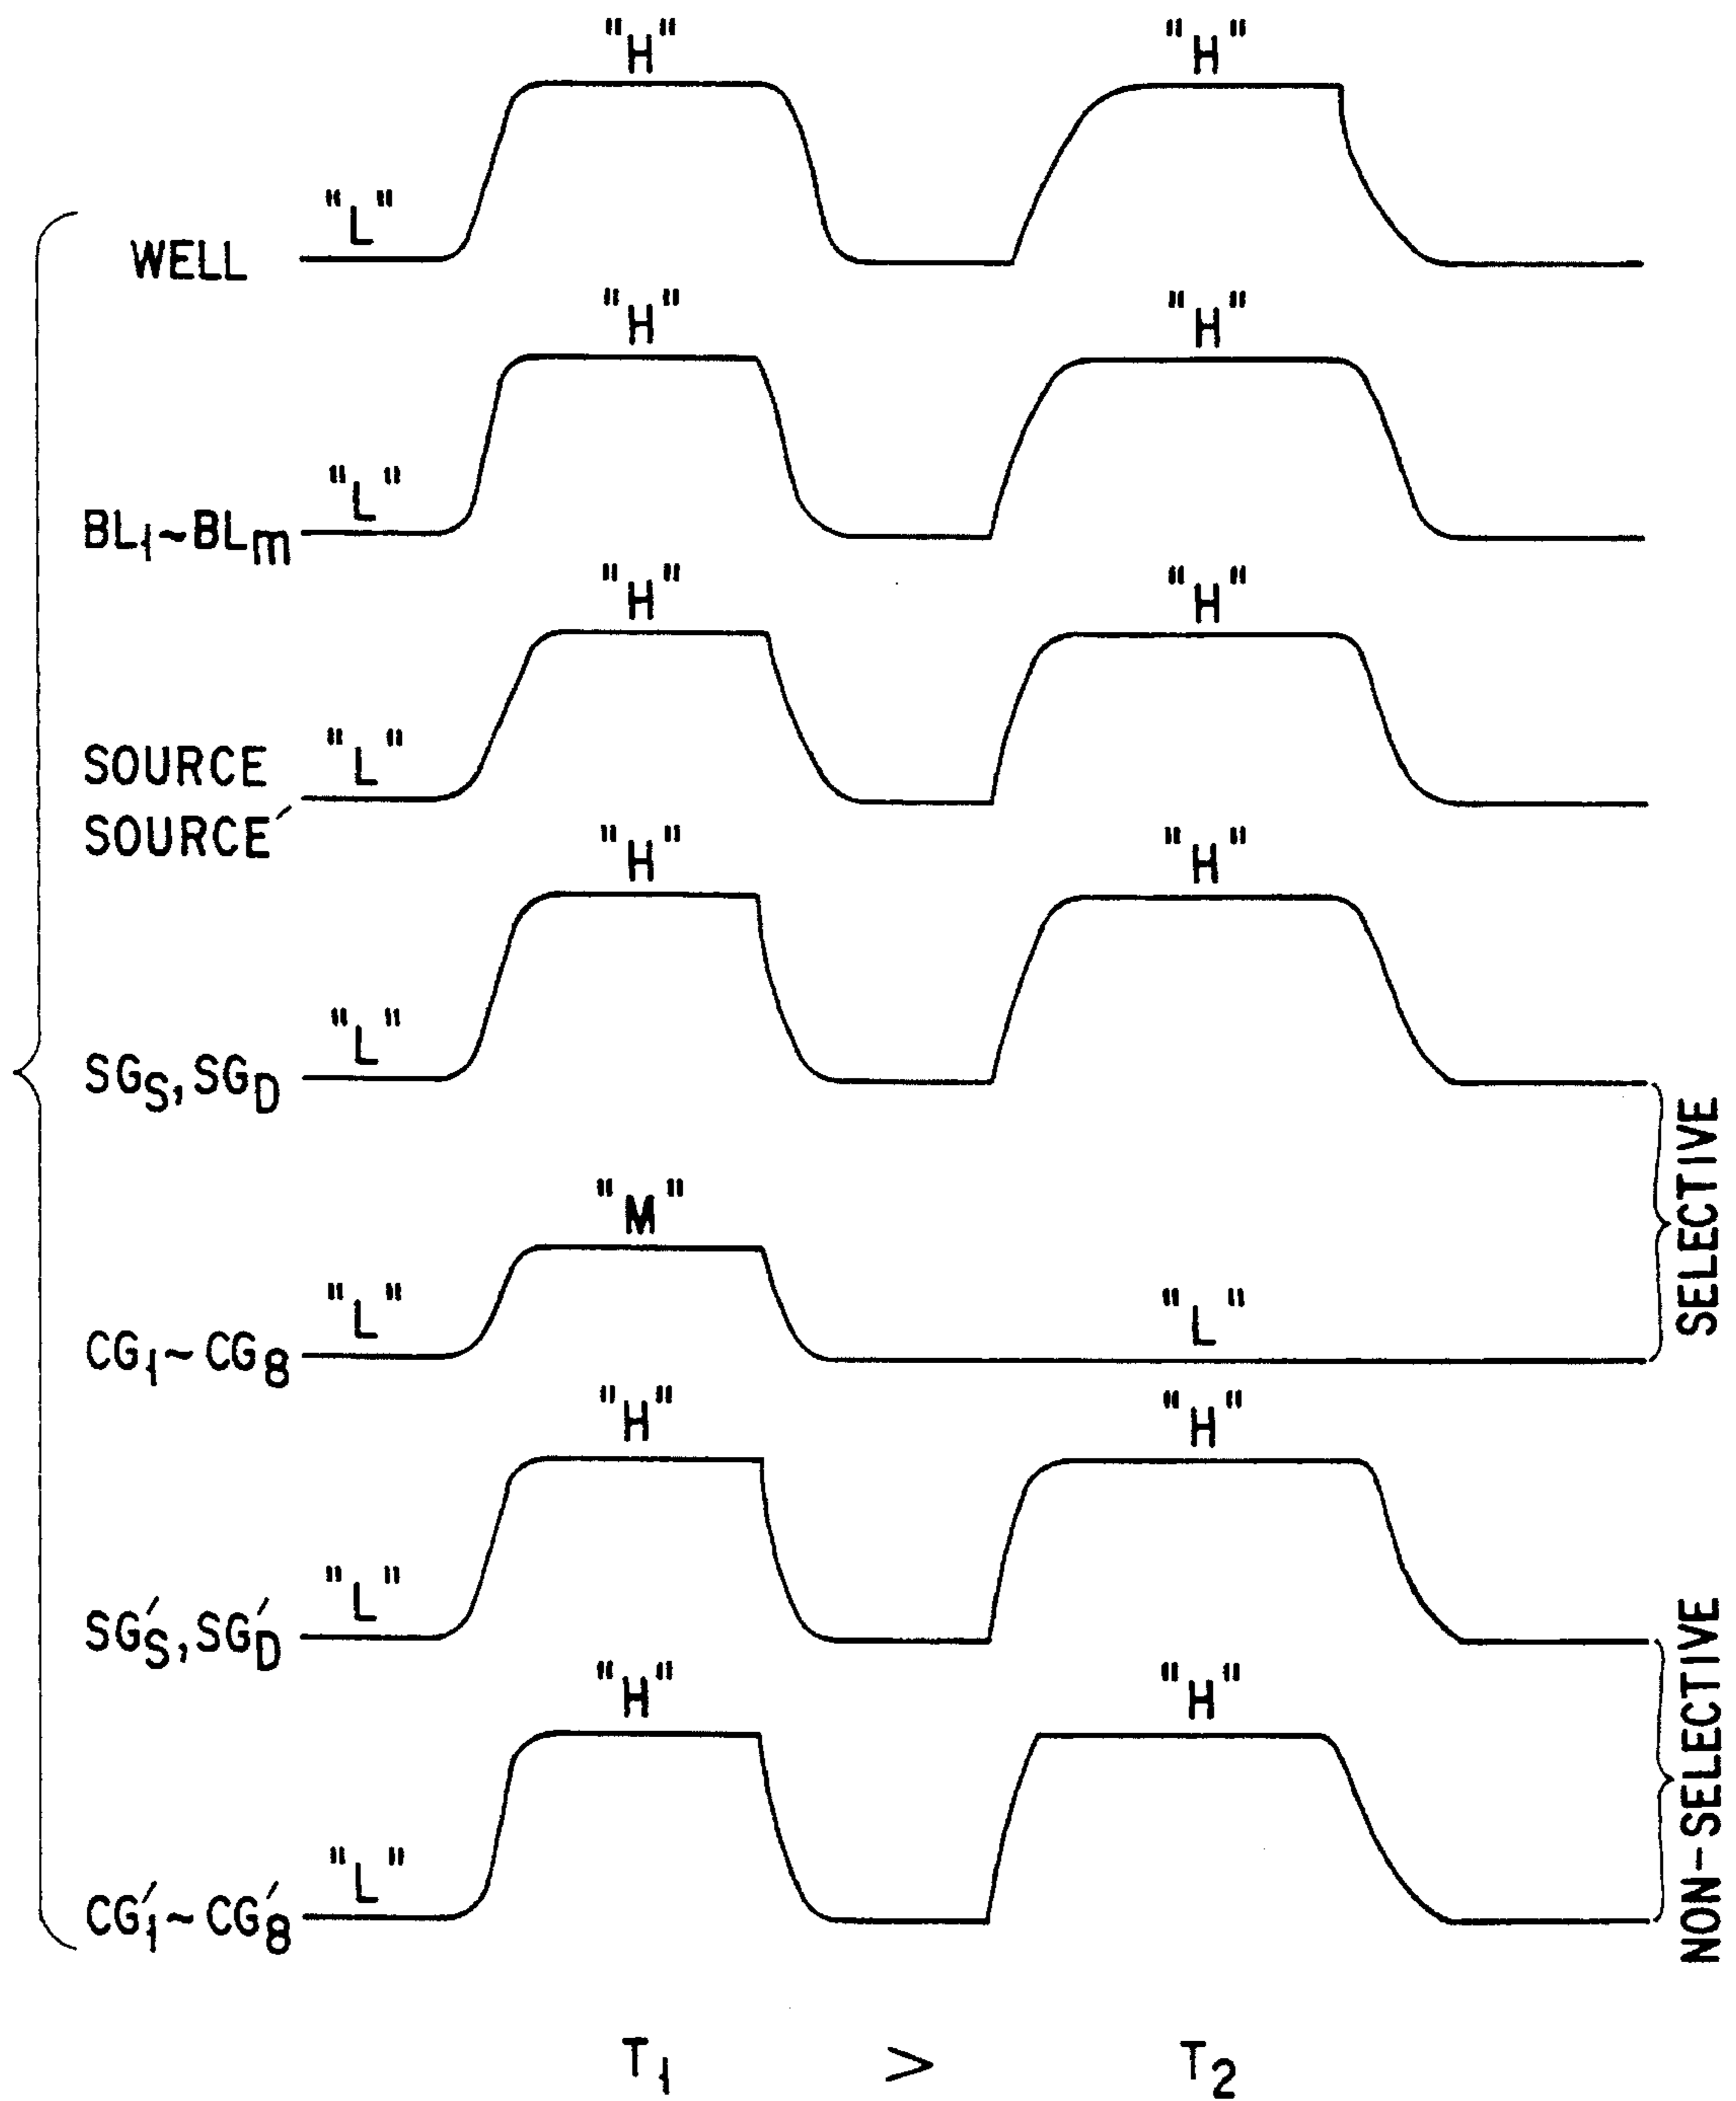 "H" "H"
"L"
WELL
"H" "H"
"L"
BL1~BLm
"H" "H"
"L"
SOURCE
SOURCE'
"H" "H"
"L"
SGS, SGD
SELECTIVE
"M"
"L" "L"
CG1~CG8
"H" "H"
"L"
SG'S, SG'D
NON-SELECTIVE
"H" "H"
"L"
CG'1~CG'8
T1 > T2